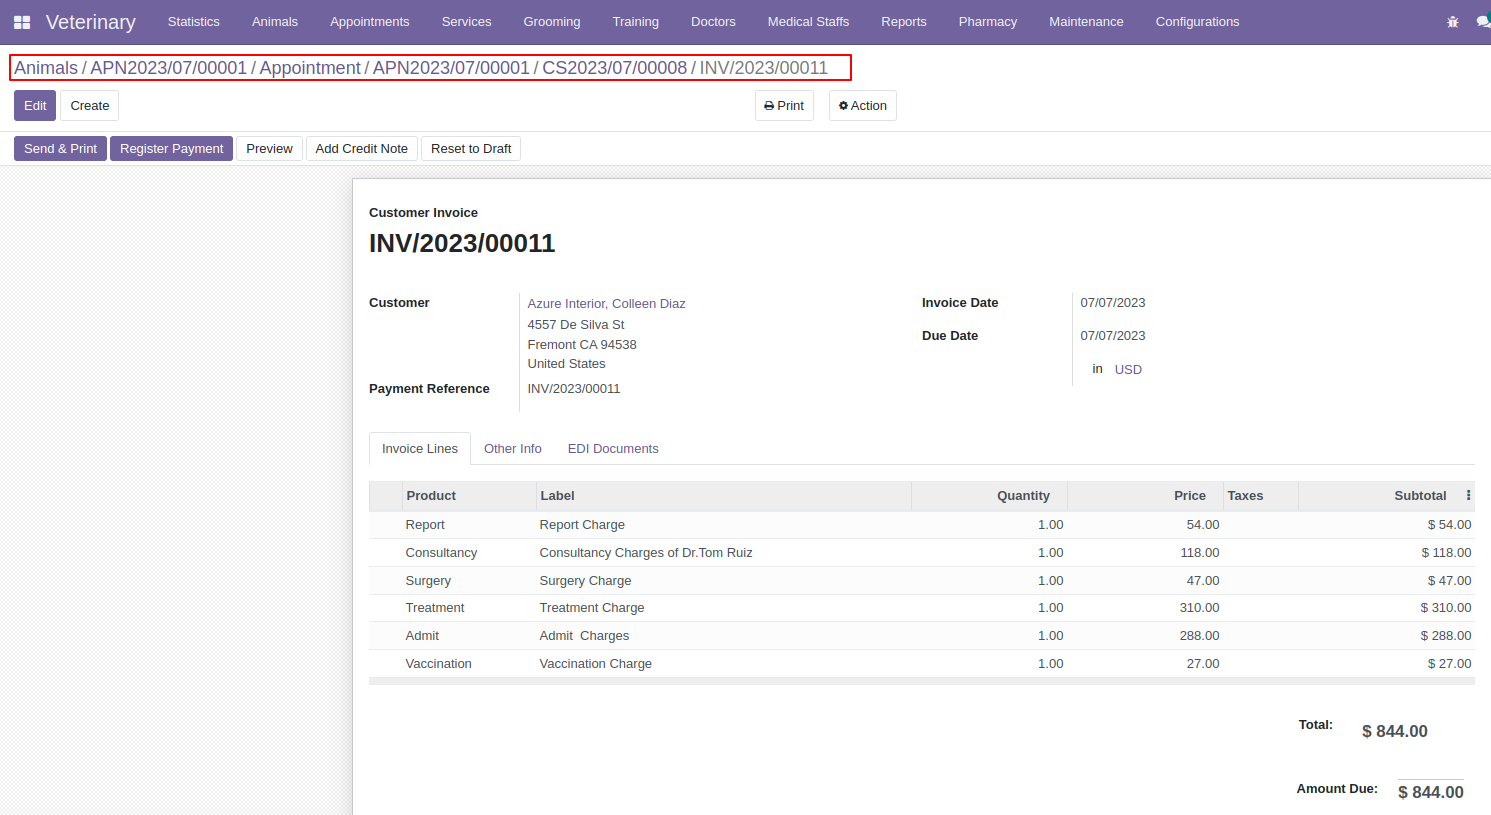 Veterinary Statistics Animals Appointments Services Grooming Training Doctors Medical Staffs Reports Pharmacy Maintenance Configurations
Animals / APN2023/07/00001 / Appointment / APN2023/07/00001 / CS2023/07/00008 / INV/2023/00011
Edit Create Print Action
Send & Print Register Payment Preview Add Credit Note Reset to Draft
Customer Invoice
INV/2023/00011
Customer Azure Interior, Colleen Diaz Invoice Date 07/07/2023
4557 De Silva St
Fremont CA 94538 Due Date 07/07/2023
United States in USD
Payment Reference INV/2023/00011
Invoice Lines Other Info EDI Documents
Product Label Quantity Price Taxes Subtotal
Report Report Charge 1.00 54.00 $ 54.00
Consultancy Consultancy Charges of Dr.Tom Ruiz 1.00 118.00 $ 118.00
Surgery Surgery Charge 1.00 47.00 $ 47.00
Treatment Treatment Charge 1.00 310.00 $ 310.00
Admit Admit  Charges 1.00 288.00 $ 288.00
Vaccination Vaccination Charge 1.00 27.00 $ 27.00
Total: $ 844.00
Amount Due: $ 844.00